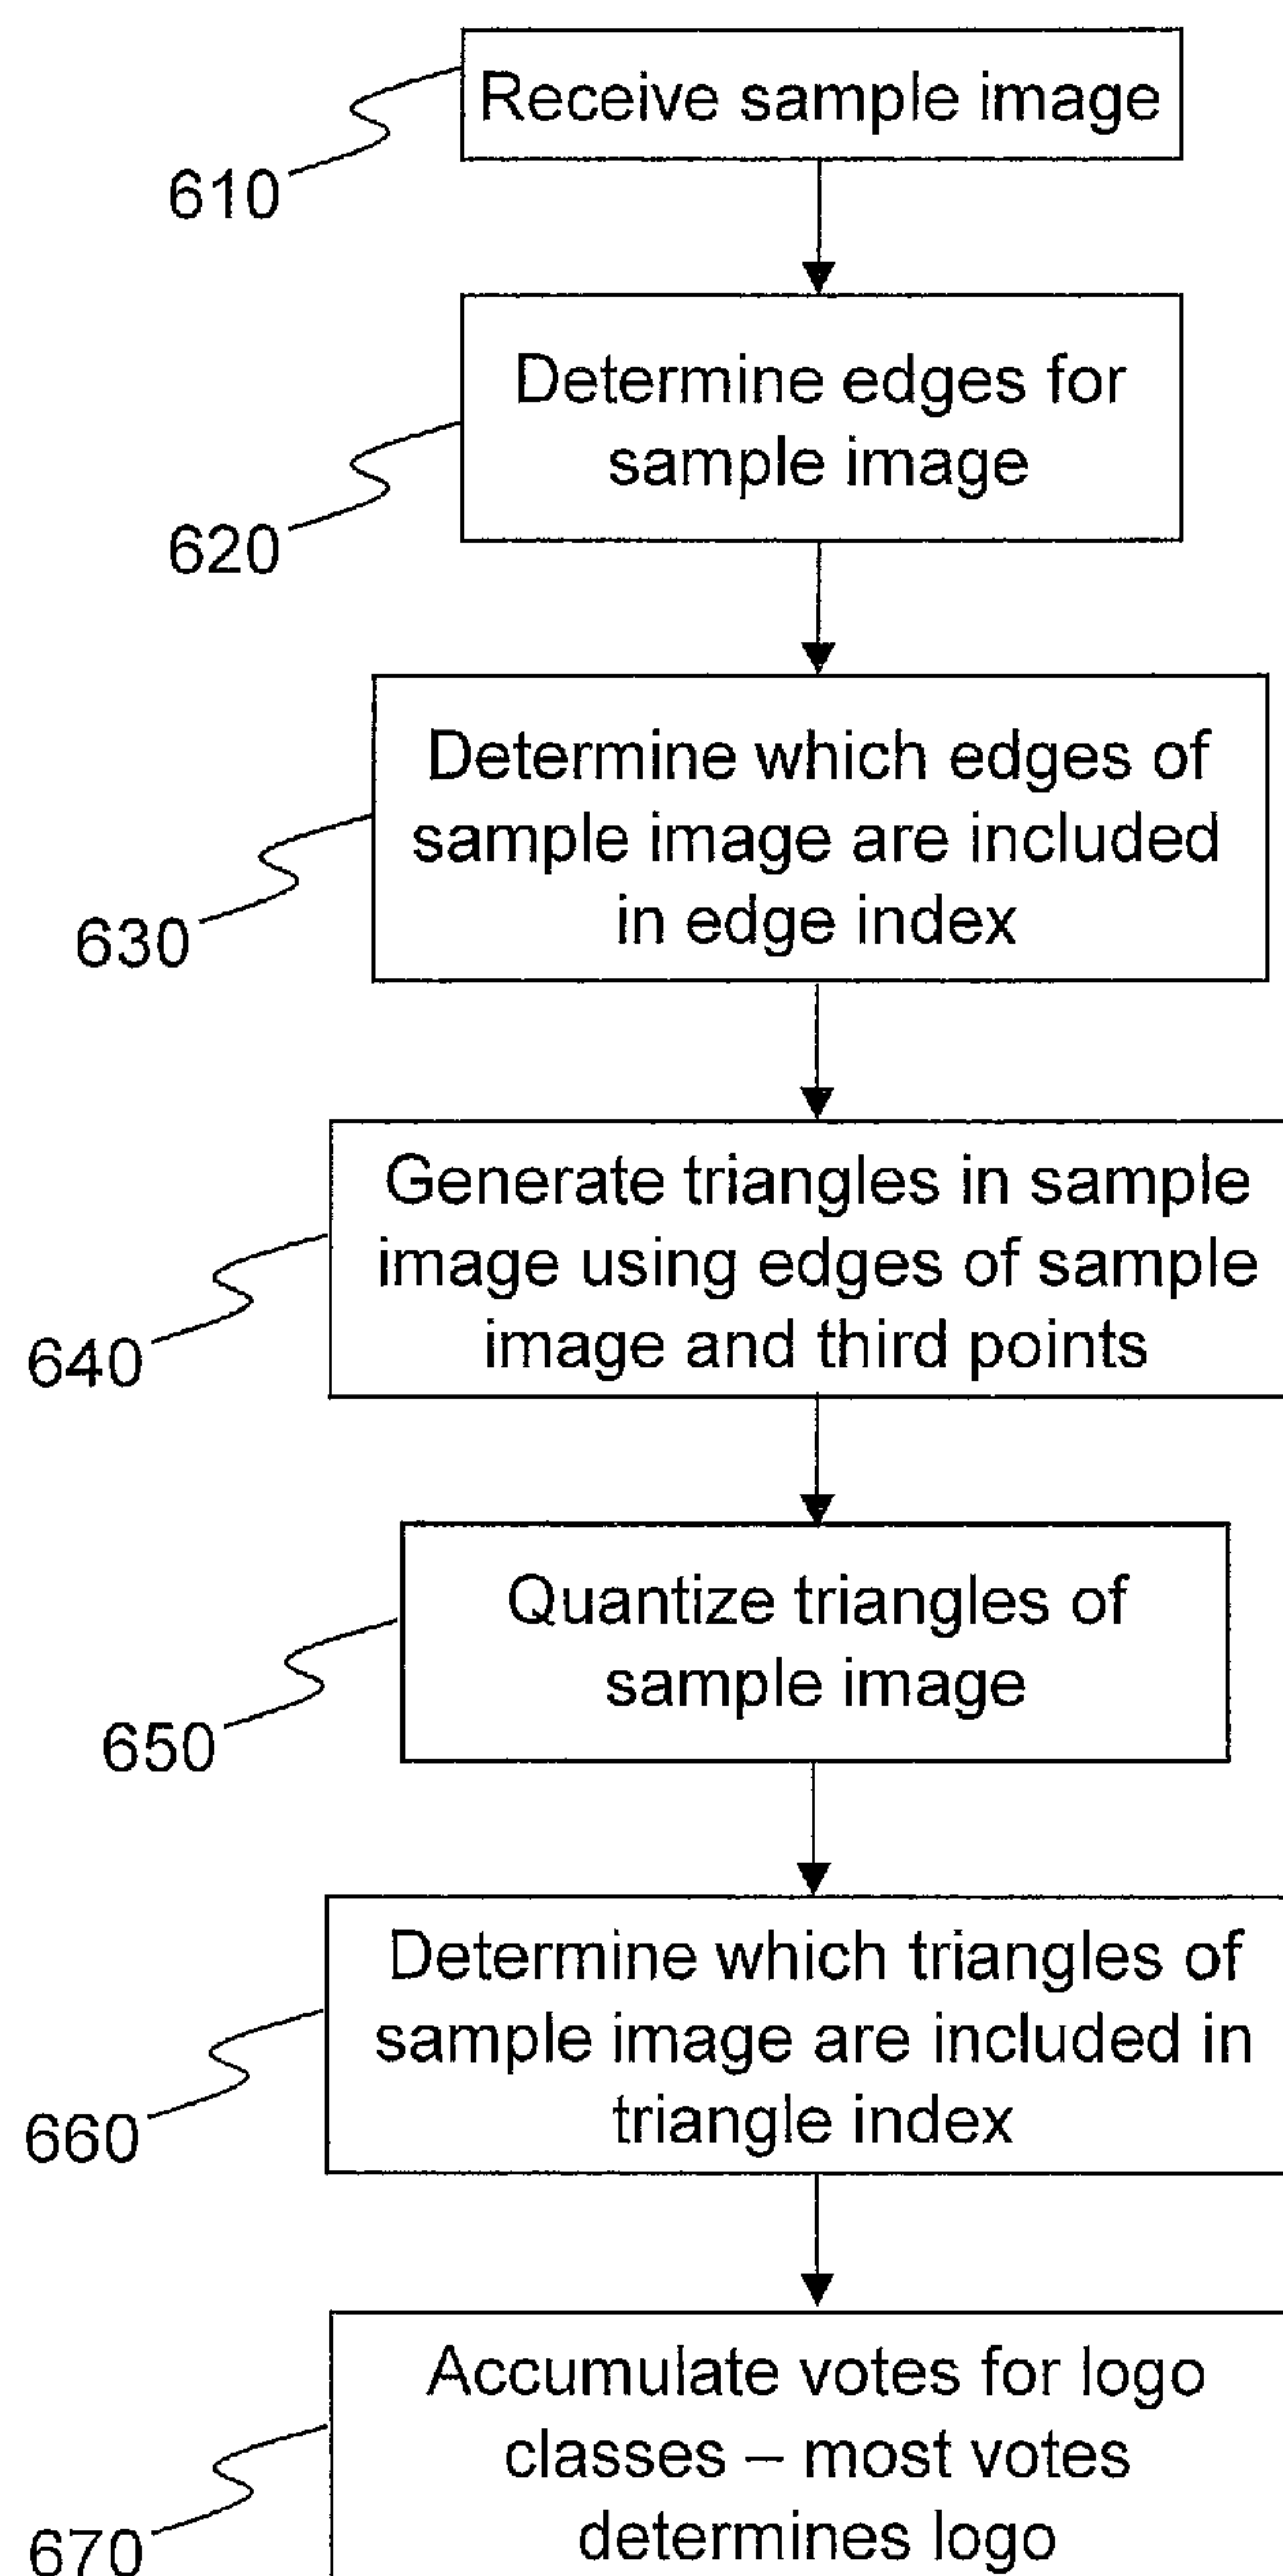 Receive sample image
610
Determine edges for
sample image
620
Determine which edges of
sample image are included
in edge index
630
Generate triangles in sample
image using edges of sample
image and third points
640
Quantize triangles of
sample image
650
Determine which triangles of
sample image are included in
triangle index
660
Accumulate votes for logo
classes – most votes
determines logo
670